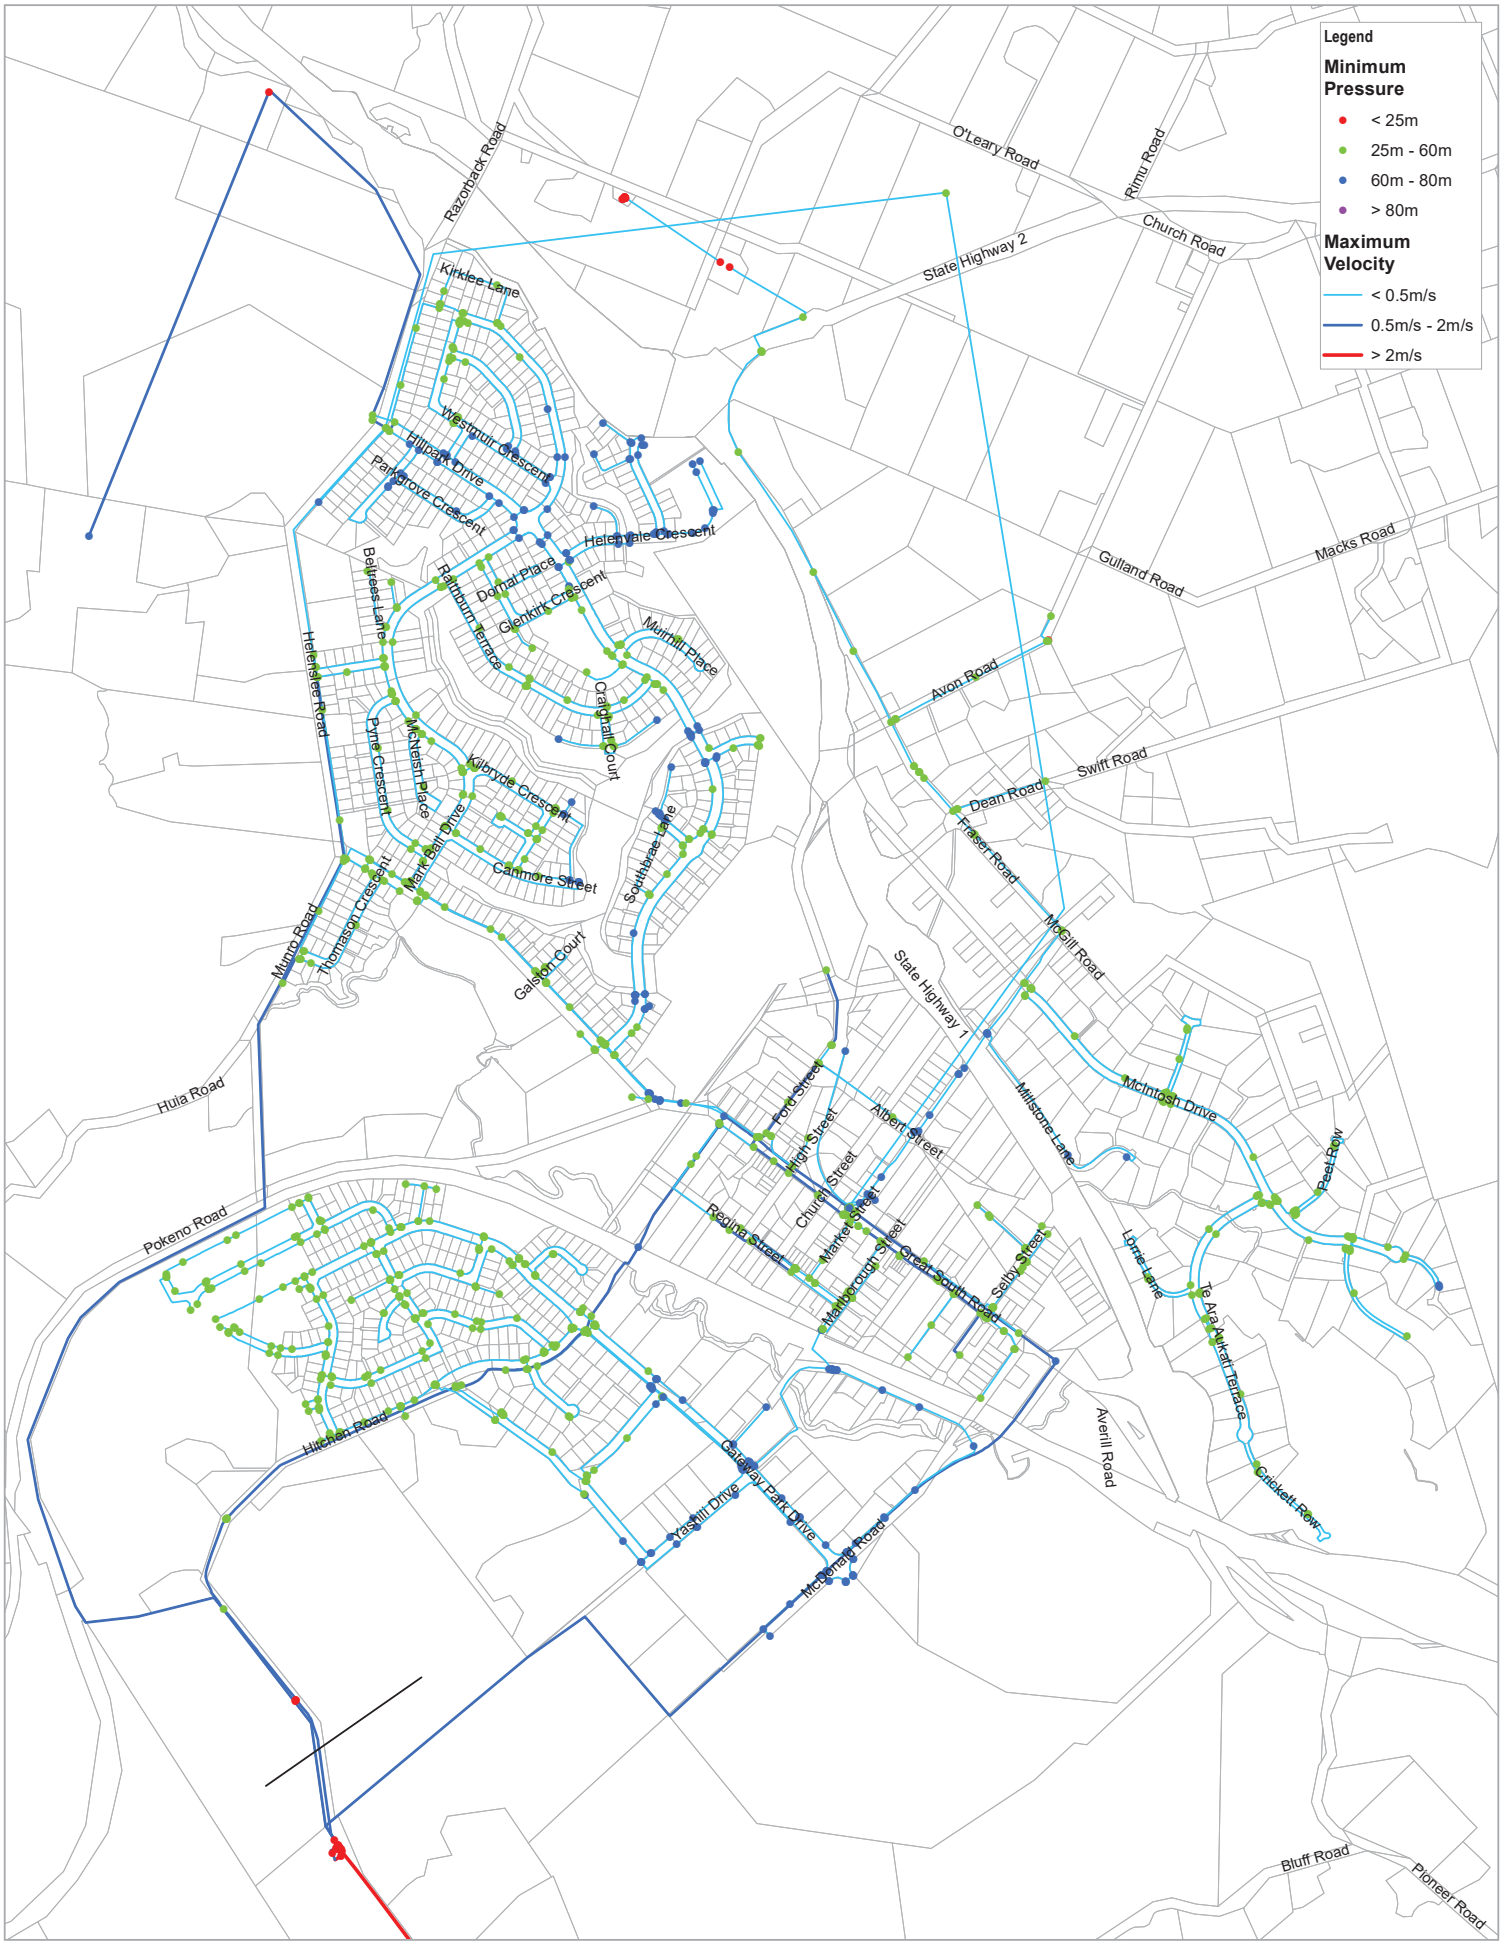 Legend
Minimum
Pressure
< 25m
25m - 60m
60m - 80m
> 80m
Maximum
Velocity
< 0.5m/s
0.5m/s - 2m/s
> 2m/s
O'Leary Road
Rimu Road
Razorback Road
Church Road
State Highway 2
Kirklee Lane
Westmuir Crescent
Hillpark Drive
Parkgrove Crescent
Helenvale Crescent
Macks Road
Gulland Road
Beltrees Lane
Rathburn Terrace
Dornal Place
Glenkirk Crescent
Muirhill Place
Helenslee Road
Avon Road
Craighall Court
Pyne Crescent
McNeish Place
Kilbryde Crescent
Swift Road
Dean Road
Fraser Road
Mark Ball Drive
Southbrae Lane
Canmore Street
Thomason Crescent
Munro Road
Galston Court
McGill Road
State Highway 1
Huia Road
Ford Street
High Street
Albert Street
Millstone Lane
McIntosh Drive
Peet Row
Church Street
Market Street
Regina Street
Marlborough Street
Great South Road
Selby Street
Pokeno Road
Lorrie Lane
Te Ara Aukati Terrace
Hitchen Road
Averill Road
Gateway Park Drive
Yashili Drive
McDonald Road
Crickett Row
Bluff Road
Pioneer Road